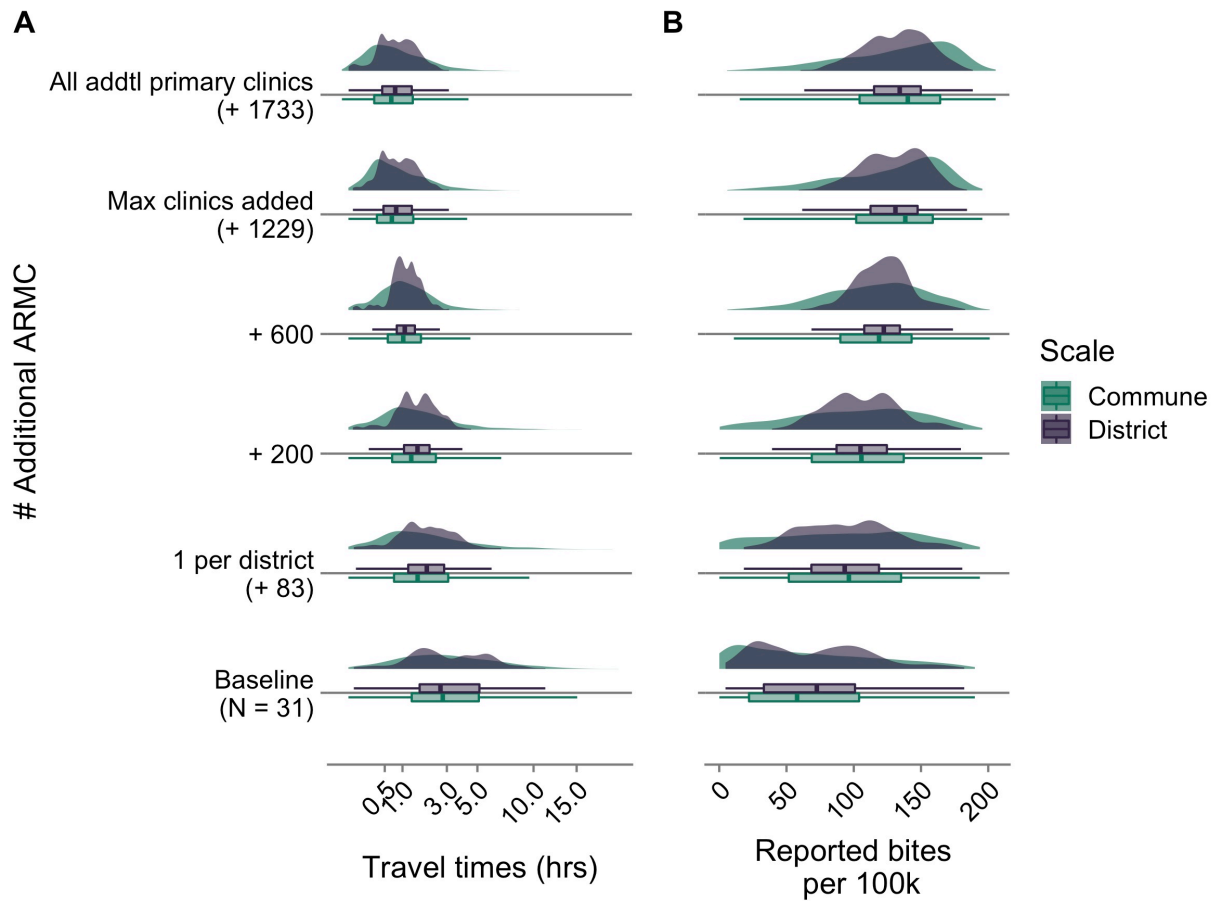 A
B
# Additional ARMC
All addtl primary clinics
(+ 1733)
Max clinics added
(+ 1229)
+ 600
+ 200
1 per district
(+ 83)
Baseline
(N = 31)
0.5
1.0
3.0
5.0
10.0
15.0
Travel times (hrs)
0
50
100
150
200
Reported bites
per 100k
Scale
Commune
District